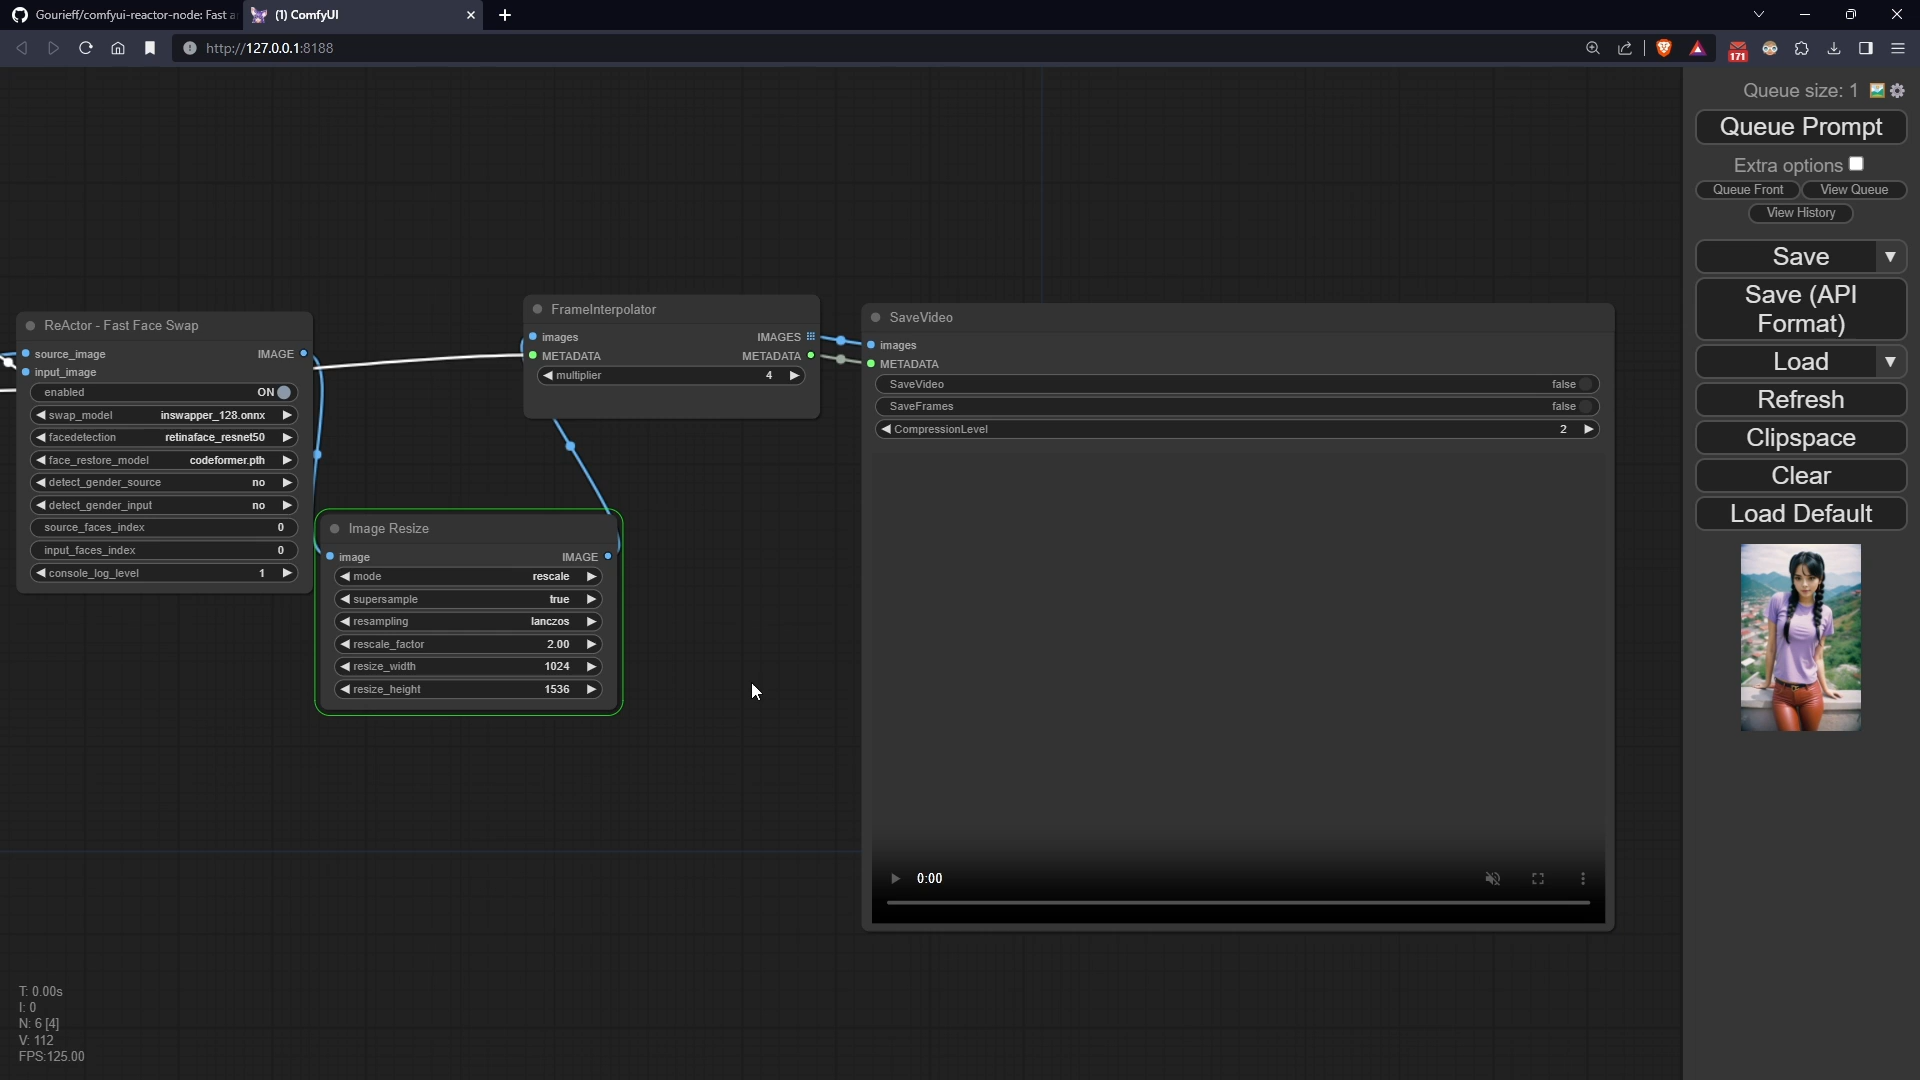 Gourieff/comfyui-reactor-node: Fast a
(1) ComfyUI
http://127.0.0.1:8188
171
Queue size: 1
Queue Prompt
Extra options
Queue Front
View Queue
View History
Save
Save (API
Format)
Load
Refresh
Clipspace
Clear
Load Default
ReActor - Fast Face Swap
source_image
IMAGE
input_image
enabled
ON
swap_model
inswapper_128.onnx
facedetection
retinaface_resnet50
face_restore_model
codeformer.pth
detect_gender_source
no
detect_gender_input
no
source_faces_index
0
input_faces_index
0
console_log_level
1
Image Resize
image
IMAGE
mode
rescale
supersample
true
resampling
lanczos
rescale_factor
2.00
resize_width
1024
resize_height
1536
FrameInterpolator
images
IMAGES
METADATA
METADATA
multiplier
4
SaveVideo
images
METADATA
SaveVideo
false
SaveFrames
false
CompressionLevel
2
0:00
T: 0.00s
I: 0
N: 6 [4]
V: 112
FPS:125.00